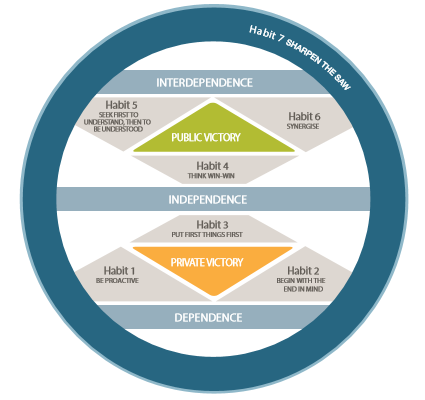 Habit 7 SHARPEN THE SAW
INTERDEPENDENCE
Habit 5
SEEK FIRST TO
UNDERSTAND, THEN TO
BE UNDERSTOOD
Habit 6
SYNERGISE
PUBLIC VICTORY
Habit 4
THINK WIN-WIN
INDEPENDENCE
Habit 3
PUT FIRST THINGS FIRST
PRIVATE VICTORY
Habit 1
BE PROACTIVE
Habit 2
BEGIN WITH THE
END IN MIND
DEPENDENCE